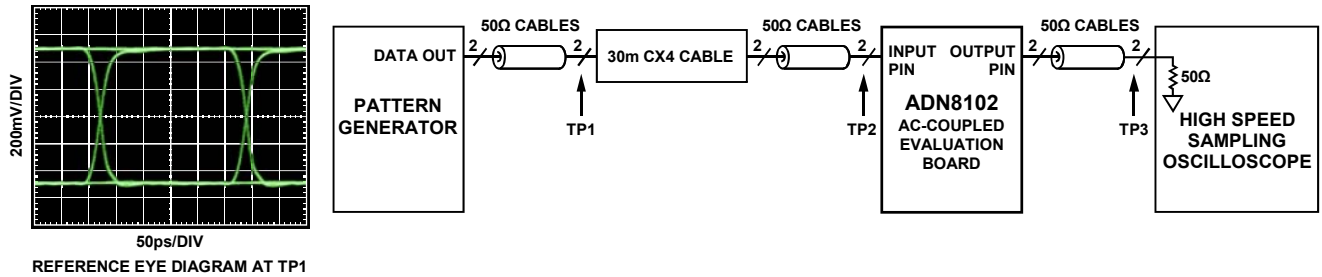 200mV/DIV
50ps/DIV
REFERENCE EYE DIAGRAM AT TP1
DATA OUT
PATTERN
GENERATOR
2
50Ω CABLES
2
TP1
30m CX4 CABLE
2
50Ω CABLES
2
TP2
INPUT
PIN
OUTPUT
PIN
ADN8102
AC-COUPLED
EVALUATION
BOARD
2
50Ω CABLES
2
TP3
50Ω
HIGH SPEED
SAMPLING
OSCILLOSCOPE